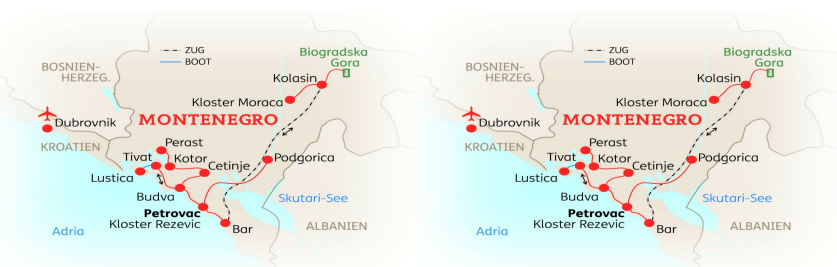 ZUG
BOOT
Biogradska
Gora
BOSNIEN-
HERZEG.
Kolasin
Kloster Moraca
MONTENEGRO
Dubrovnik
KROATIEN
Perast
Tivat
Kotor
Cetinje
Podgorica
Lustica
Budva
Skutari-See
Petrovac
Kloster Rezevic
Bar
ALBANIEN
Adria
ZUG
BOOT
Biogradska
Gora
BOSNIEN-
HERZEG.
Kolasin
Kloster Moraca
MONTENEGRO
Dubrovnik
KROATIEN
Perast
Tivat
Kotor
Cetinje
Podgorica
Lustica
Budva
Skutari-See
Petrovac
Kloster Rezevic
Bar
ALBANIEN
Adria